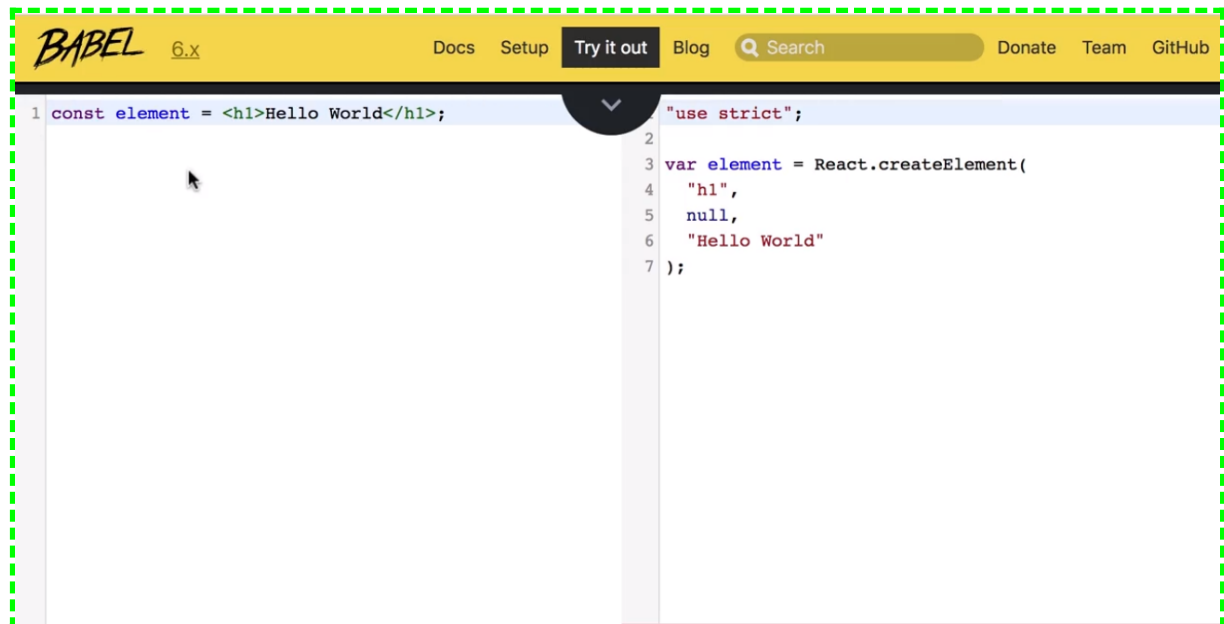 BABEL 6.x Docs Setup Try it out Blog Search Donate Team GitHub
1 const element = <h1>Hello World</h1>;
"use strict";
2
3 var element = React.createElement(
4 "h1",
5 null,
6 "Hello World"
7 );